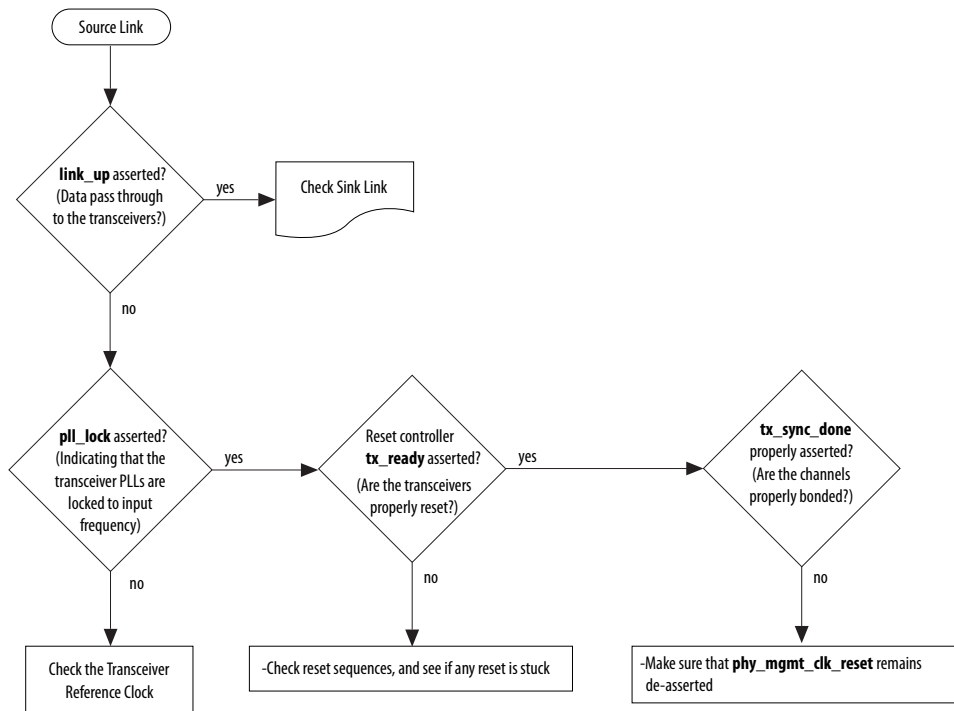 Source Link
link_up asserted?
(Data pass through
to the transceivers?)
yes
Check Sink Link
no
pll_lock asserted?
(Indicating that the
transceiver PLLs are
locked to input
frequency)
yes
Reset controller
tx_ready asserted?
(Are the transceivers
properly reset?)
yes
tx_sync_done
properly asserted?
(Are the channels
properly bonded?)
no
no
no
Check the Transceiver
Reference Clock
-Check reset sequences, and see if any reset is stuck
-Make sure that phy_mgmt_clk_reset remains
de-asserted